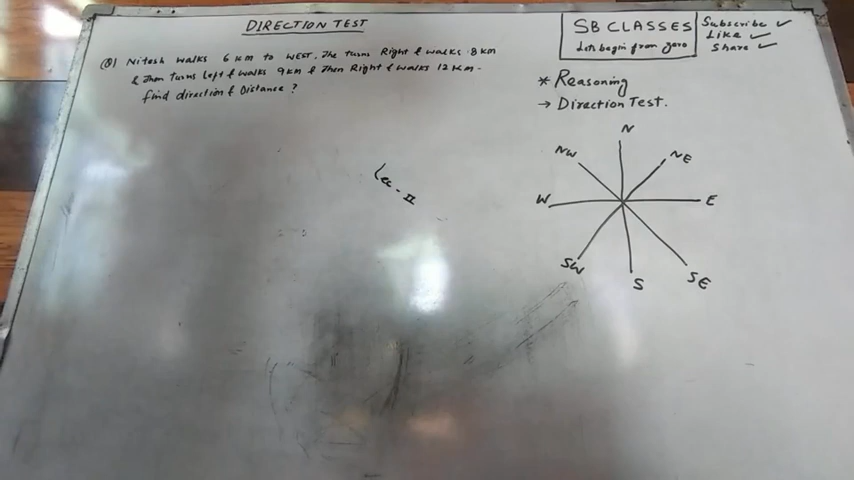 DIRECTION TEST
SB CLASSES
Lets begin from zero
Subscribe ✓
Like ✓
Share ✓
(Q1) Nitesh walks 6 km to WEST. The turns Right & walks 8 km
& then turns left & walks 9 km & then Right & walks 12 km.
find direction & Distance ?
* Reasoning
→ Direction Test.
N
NW
NE
W
E
SW
S
SE
Lec - II